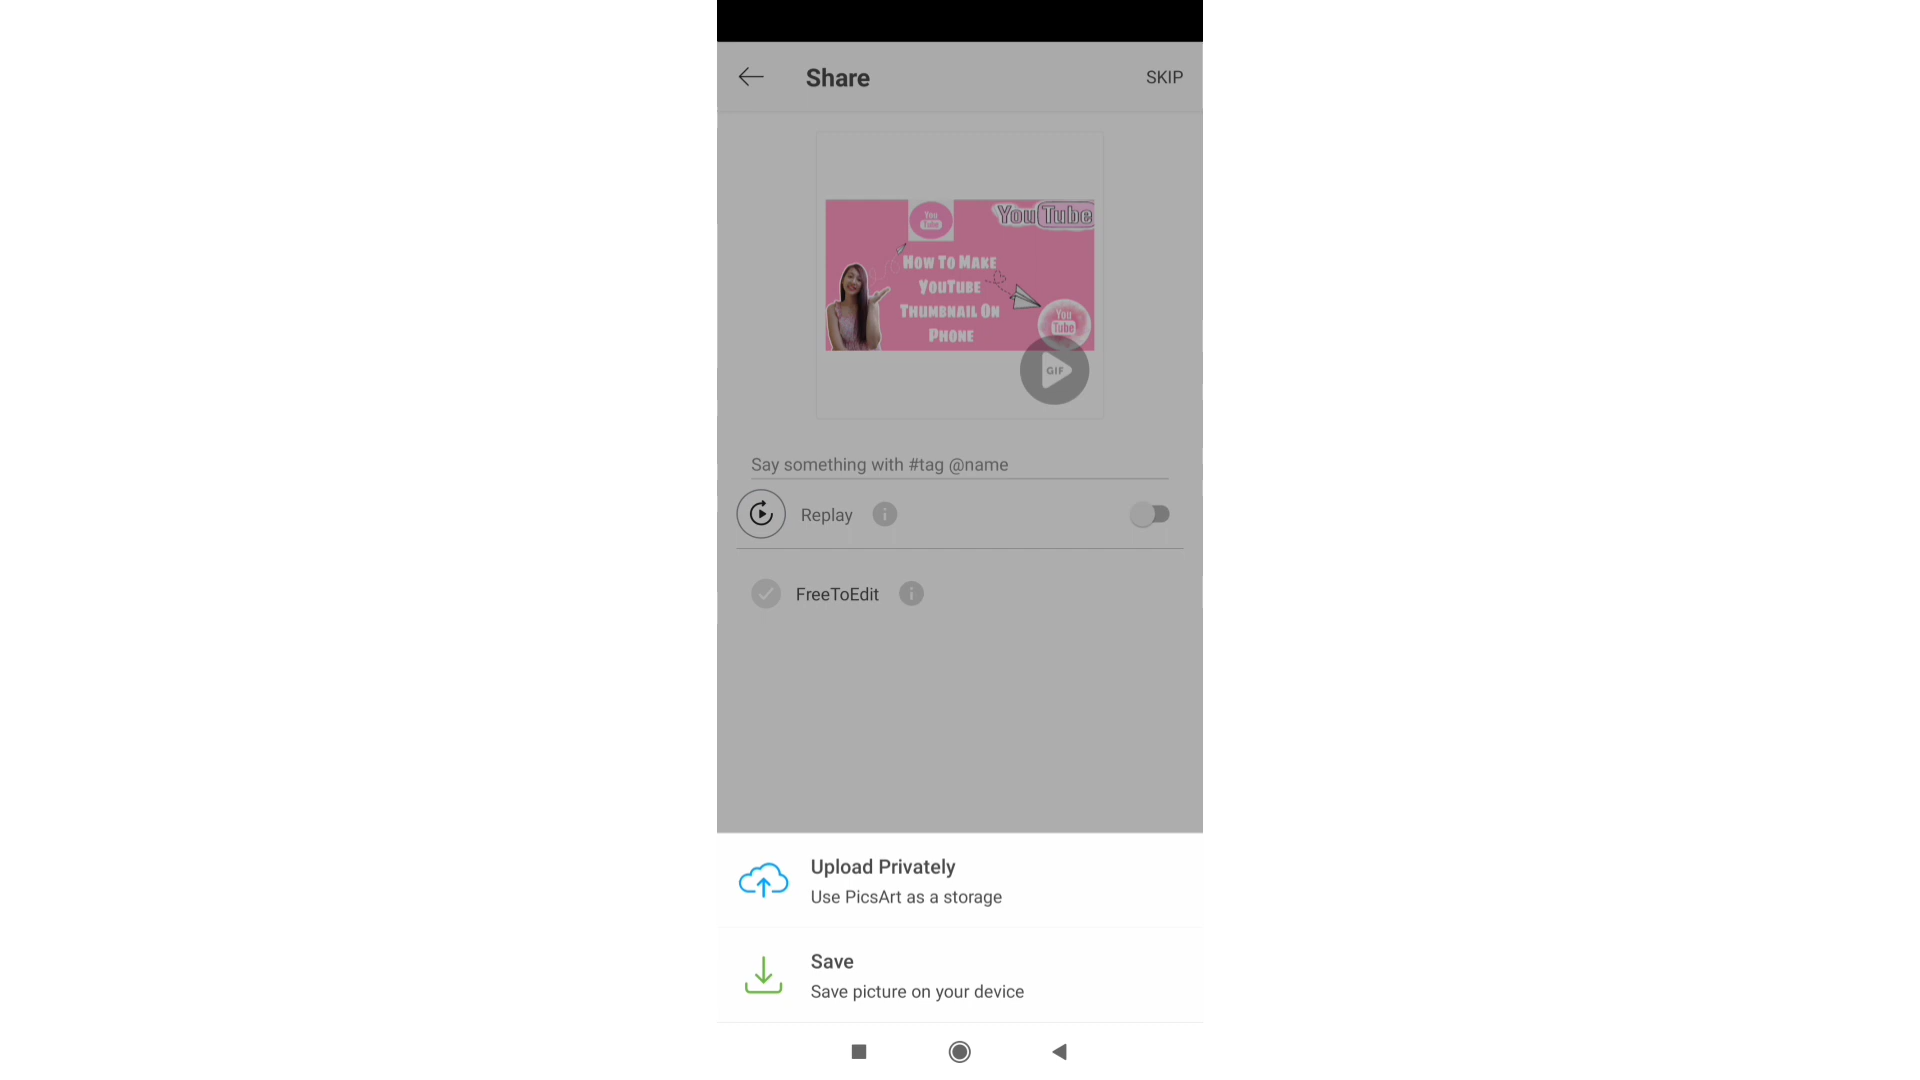 Share
SKIP
You
Tube
YouTube
How To Make
YouTube
Thumbnail On
Phone
You
Tube
GIF
Say something with #tag @name
Replay
FreeToEdit
Upload Privately
Use PicsArt as a storage
Save
Save picture on your device